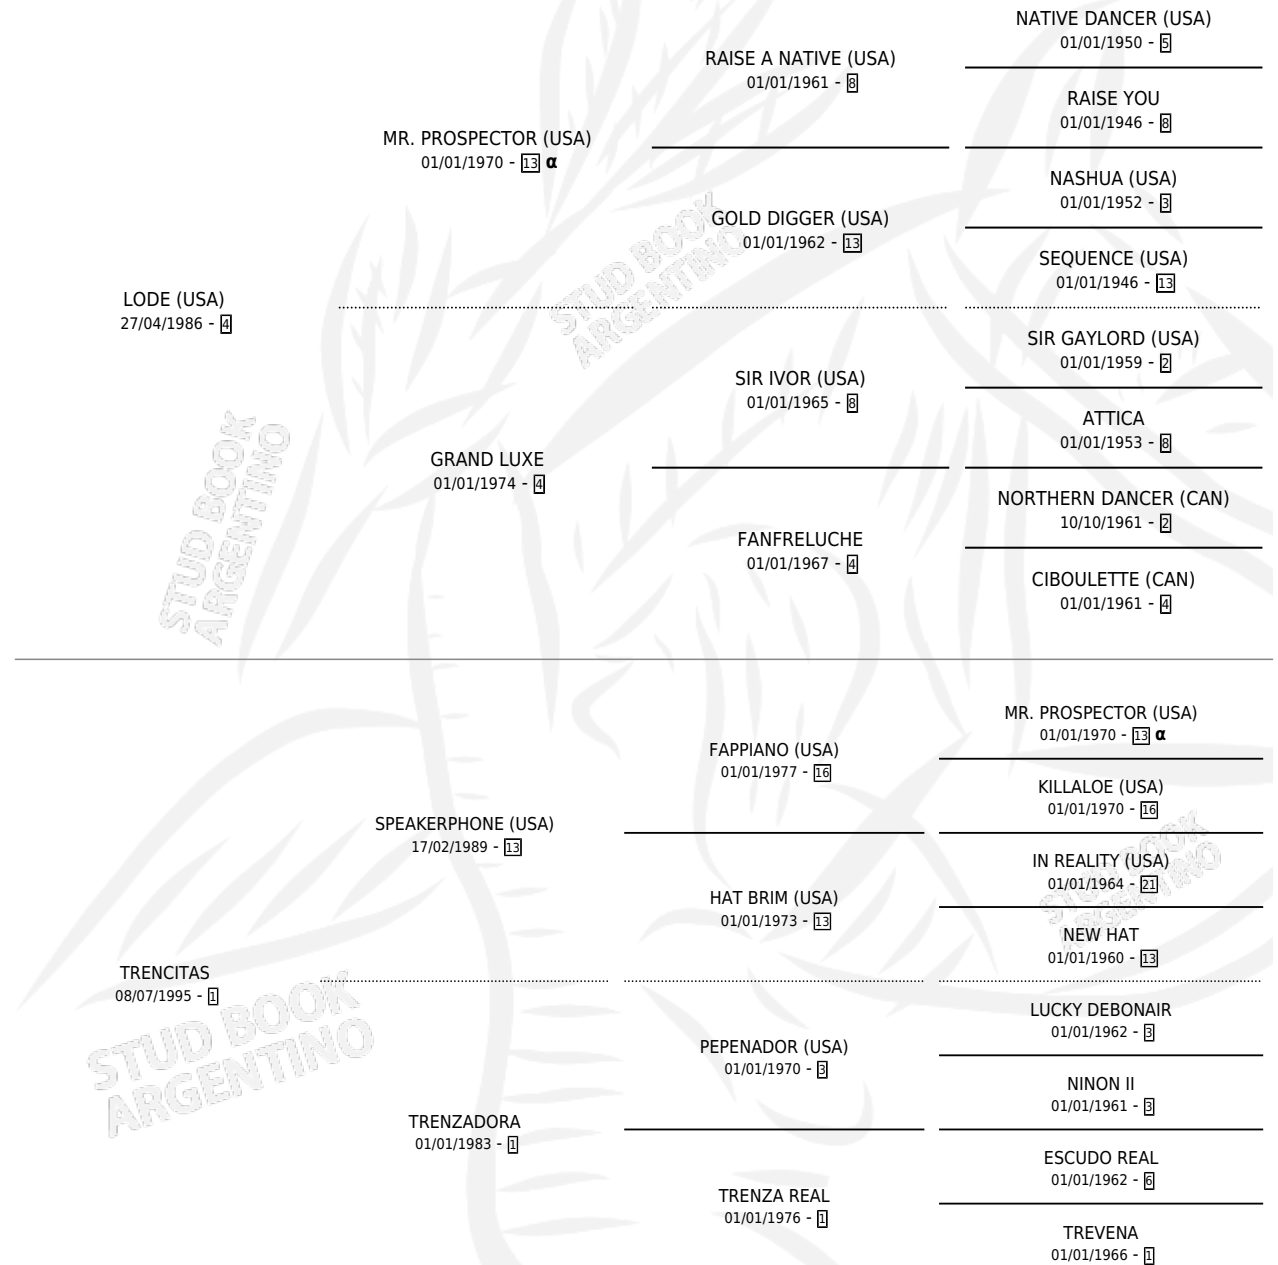 NATIVE DANCER (USA)
01/01/1950 - 5
RAISE A NATIVE (USA)
01/01/1961 - 8
RAISE YOU
01/01/1946 - 8
MR. PROSPECTOR (USA)
01/01/1970 - 13 α
NASHUA (USA)
01/01/1952 - 3
GOLD DIGGER (USA)
01/01/1962 - 13
SEQUENCE (USA)
01/01/1946 - 13
LODE (USA)
27/04/1986 - 4
SIR GAYLORD (USA)
01/01/1959 - 2
SIR IVOR (USA)
01/01/1965 - 8
ATTICA
01/01/1953 - 8
GRAND LUXE
01/01/1974 - 4
NORTHERN DANCER (CAN)
10/10/1961 - 2
FANFRELUCHE
01/01/1967 - 4
CIBOULETTE (CAN)
01/01/1961 - 4
MR. PROSPECTOR (USA)
01/01/1970 - 13 α
FAPPIANO (USA)
01/01/1977 - 16
KILLALOE (USA)
01/01/1970 - 16
SPEAKERPHONE (USA)
17/02/1989 - 13
IN REALITY (USA)
01/01/1964 - 21
HAT BRIM (USA)
01/01/1973 - 13
NEW HAT
01/01/1960 - 13
TRENCITAS
08/07/1995 - 1
LUCKY DEBONAIR
01/01/1962 - 3
PEPENADOR (USA)
01/01/1970 - 3
NINON II
01/01/1961 - 3
TRENZADORA
01/01/1983 - 1
ESCUDO REAL
01/01/1962 - 6
TRENZA REAL
01/01/1976 - 1
TREVENA
01/01/1966 - 1
STUD BOOK
ARGENTINO
STUD BOOK
ARGENTINO
STUD BOOK
ARGENTINO
STUD BOOK
ARGENTINO